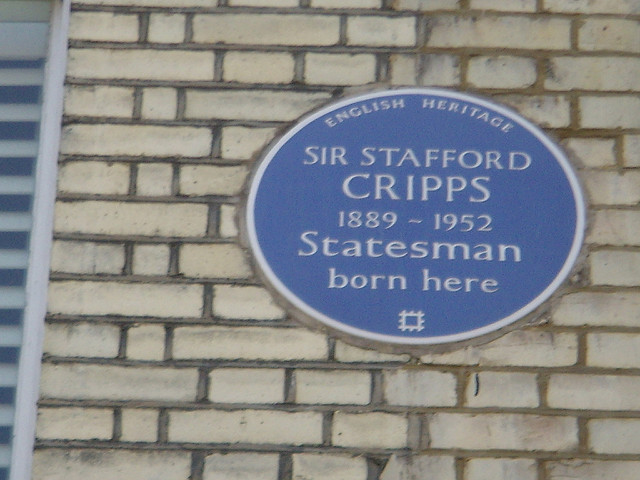 ENGLISH HERITAGE
SIR STAFFORD
CRIPPS
1889 ~ 1952
Statesman
born here